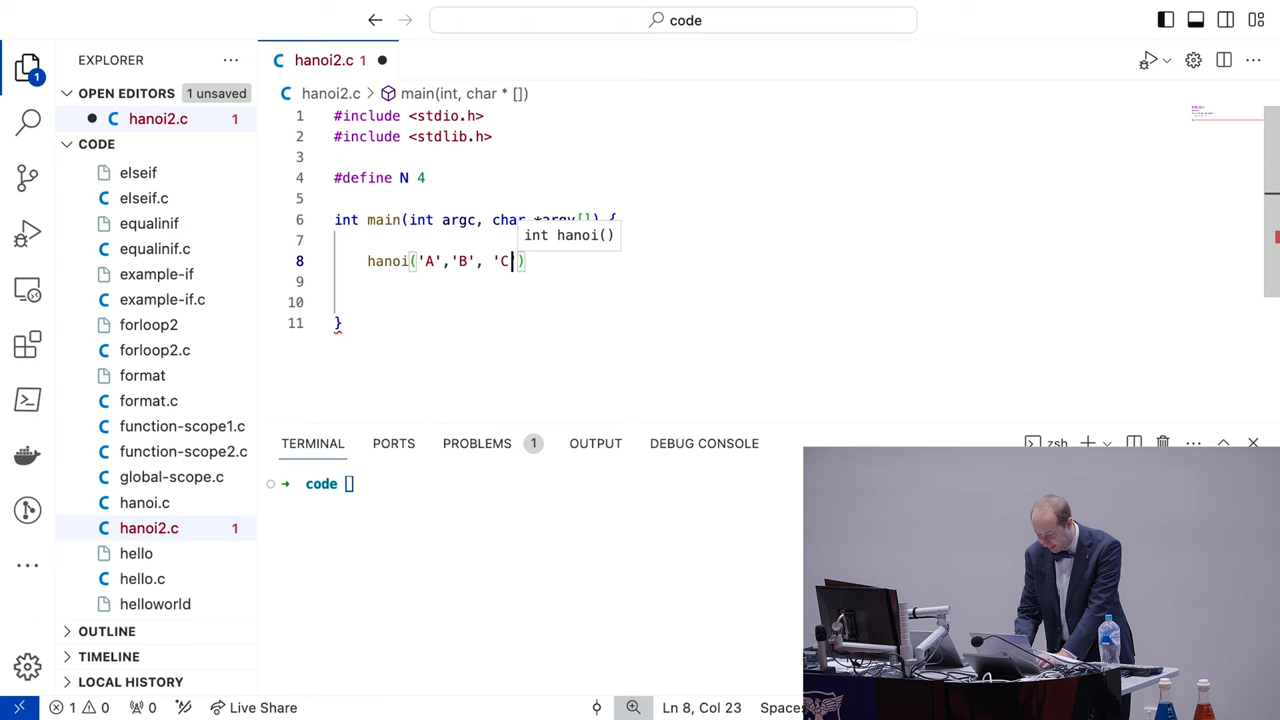 code
EXPLORER
hanoi2.c 1
OPEN EDITORS 1 unsaved
hanoi2.c > main(int, char * [])
hanoi2.c 1
CODE
elseif
elseif.c
equalinif
equalinif.c
example-if
example-if.c
forloop2
forloop2.c
format
format.c
function-scope1.c
function-scope2.c
global-scope.c
hanoi.c
hanoi2.c 1
hello
hello.c
helloworld
OUTLINE
TIMELINE
LOCAL HISTORY
1
1 #include <stdio.h>
2 #include <stdlib.h>
3
4 #define N 4
5
6 int main(int argc, char *argv[]) {
int hanoi()
7
8 hanoi('A','B', 'C')
9
10
11 }
TERMINAL PORTS PROBLEMS 1 OUTPUT DEBUG CONSOLE
zsh
code
1 0 0 Live Share
Ln 8, Col 23 Spaces